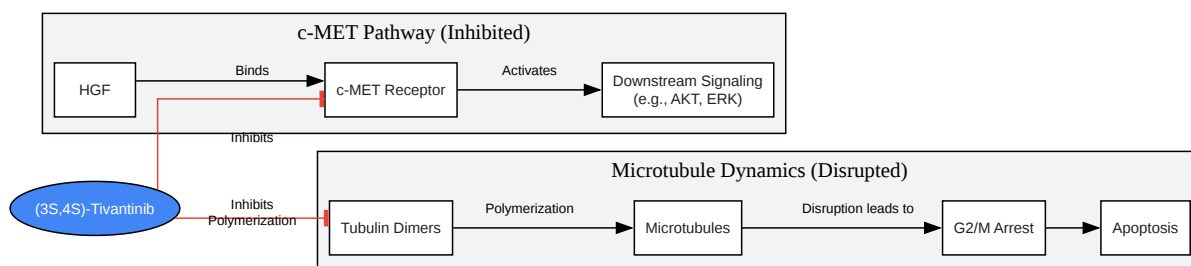 c-MET Pathway (Inhibited)
HGF
Binds
c-MET Receptor
Activates
Downstream Signaling
(e.g., AKT, ERK)
Inhibits
Microtubule Dynamics (Disrupted)
(3S,4S)-Tivantinib
Inhibits
Polymerization
Tubulin Dimers
Polymerization
Microtubules
Disruption leads to
G2/M Arrest
Apoptosis